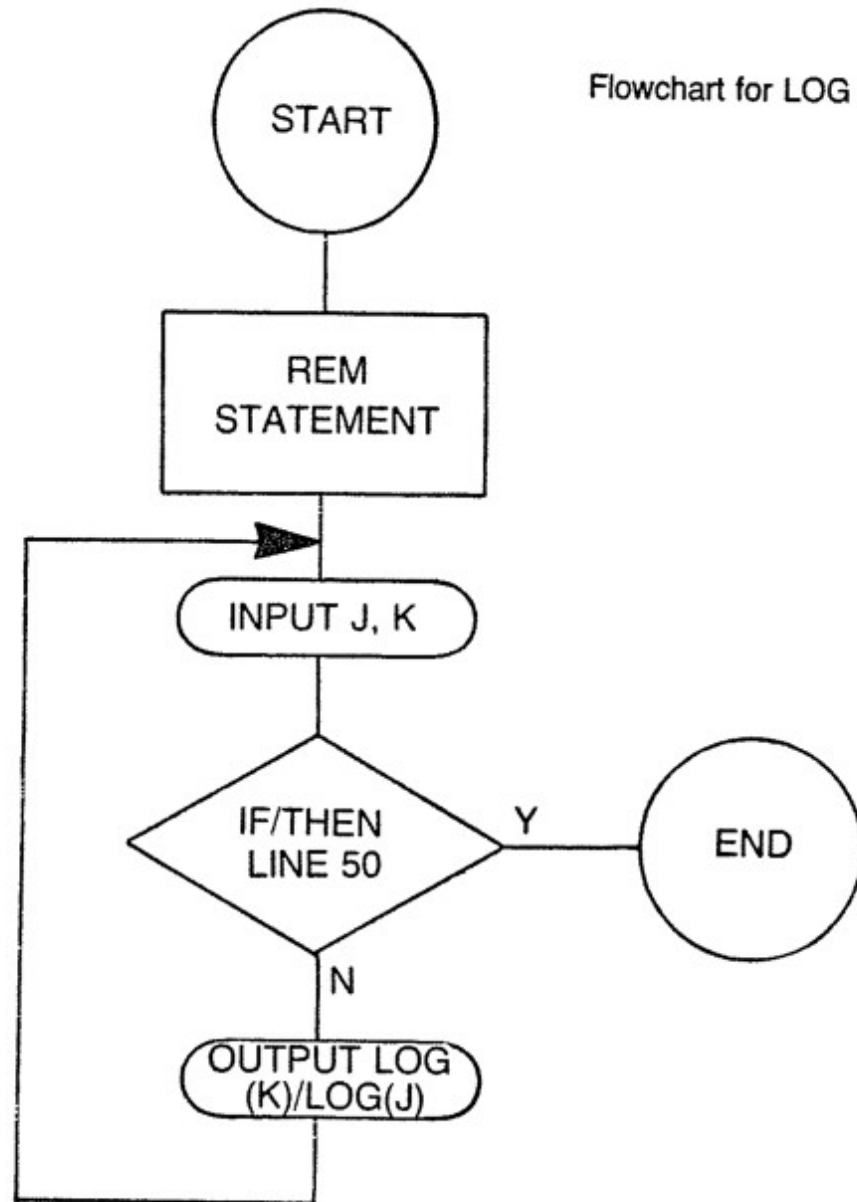 Flowchart for LOG
START
REM
STATEMENT
INPUT J, K
IF/THEN
LINE 50
Y
END
N
OUTPUT LOG
(K)/LOG(J)